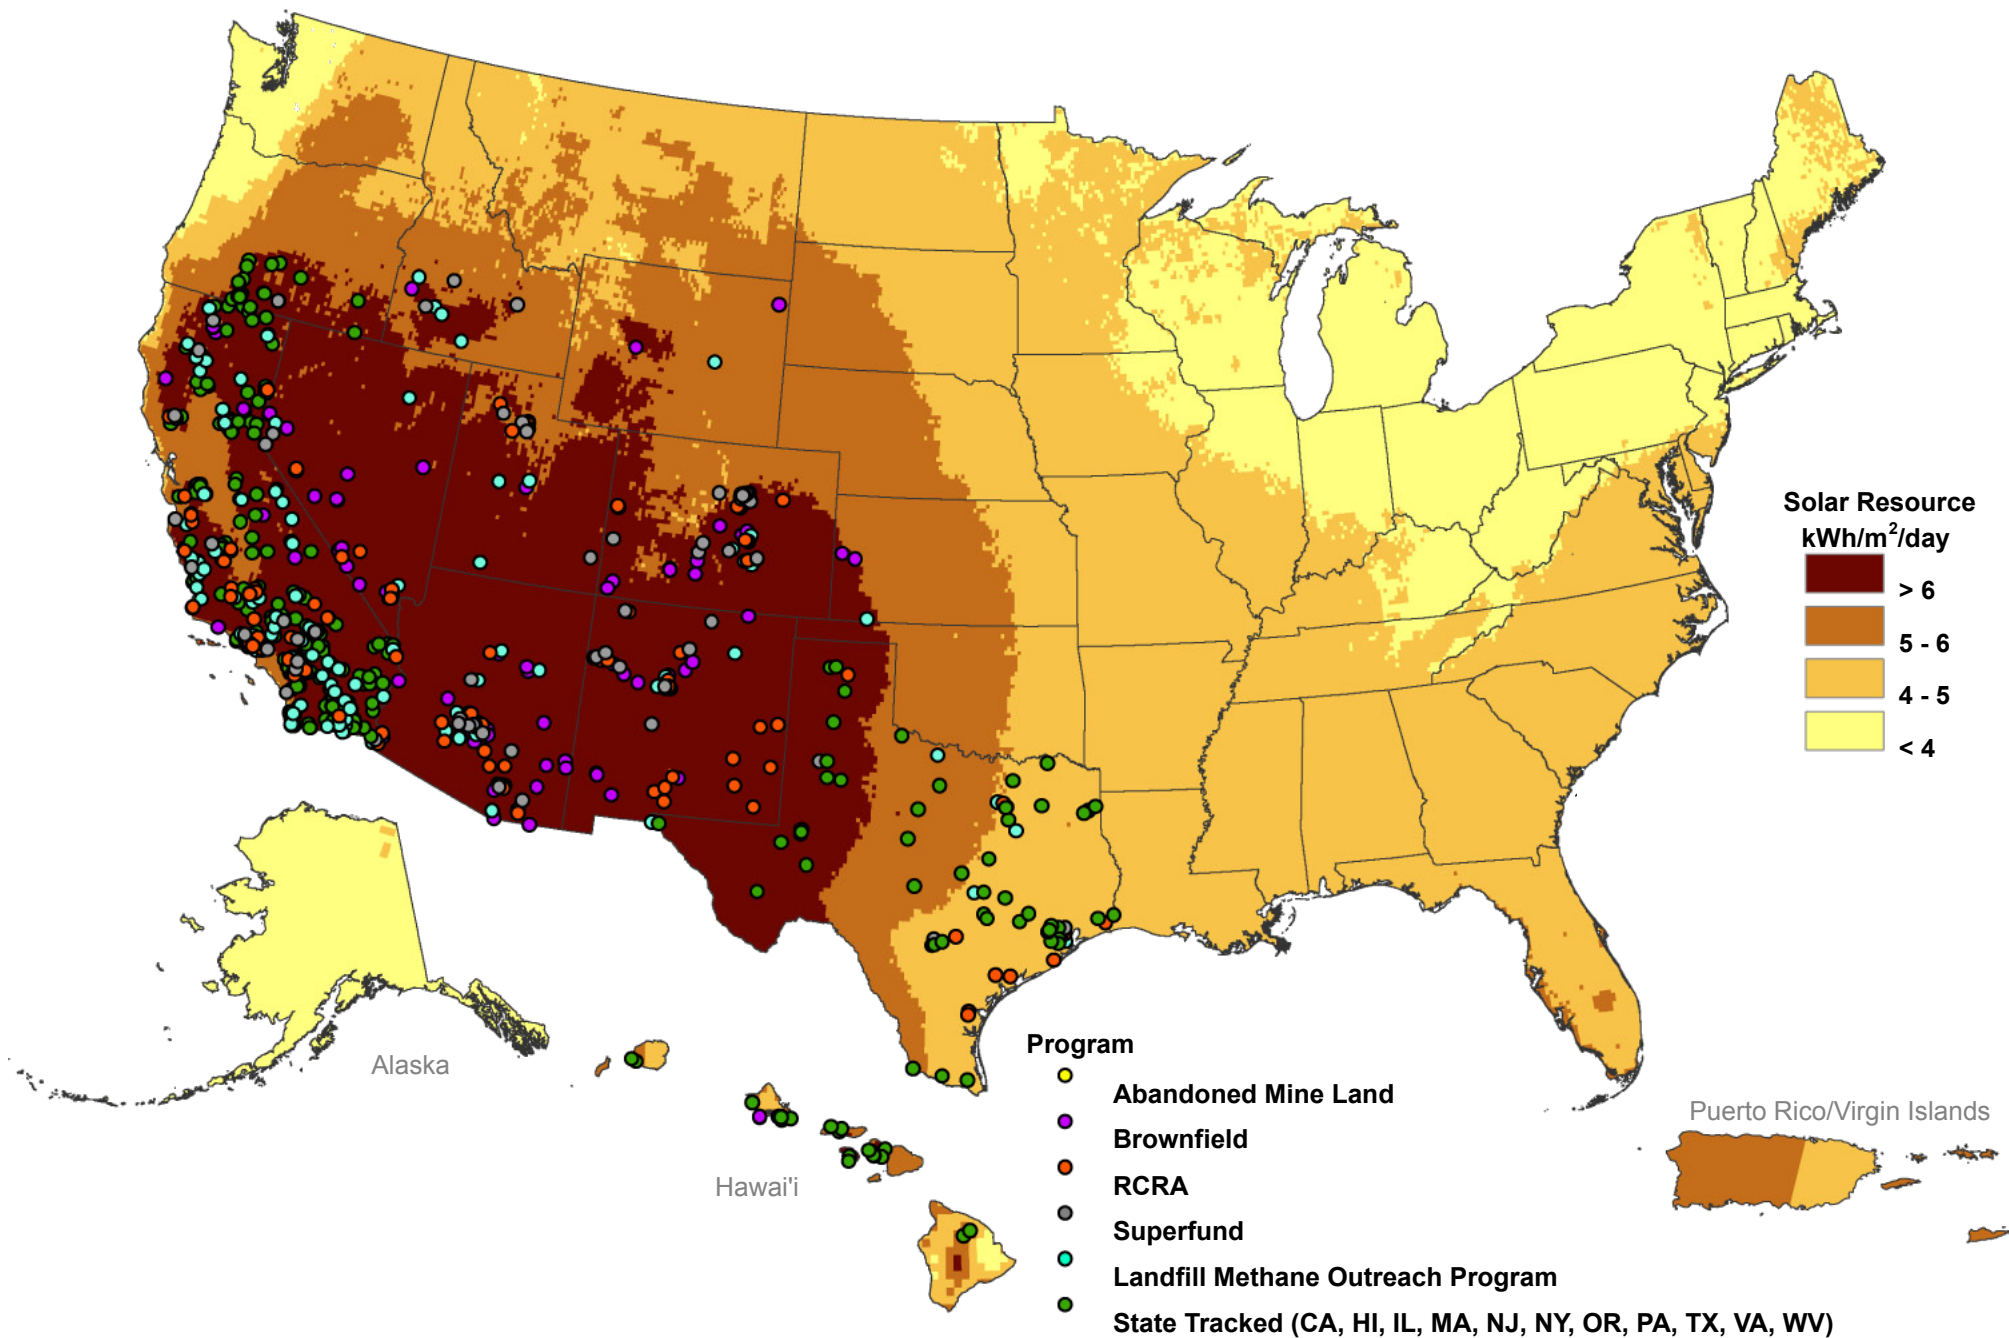 Solar Resource
kWh/m²/day
> 6
5 - 6
4 - 5
< 4
Alaska
Hawai'i
Puerto Rico/Virgin Islands
Program
Abandoned Mine Land
Brownfield
RCRA
Superfund
Landfill Methane Outreach Program
State Tracked (CA, HI, IL, MA, NJ, NY, OR, PA, TX, VA, WV)